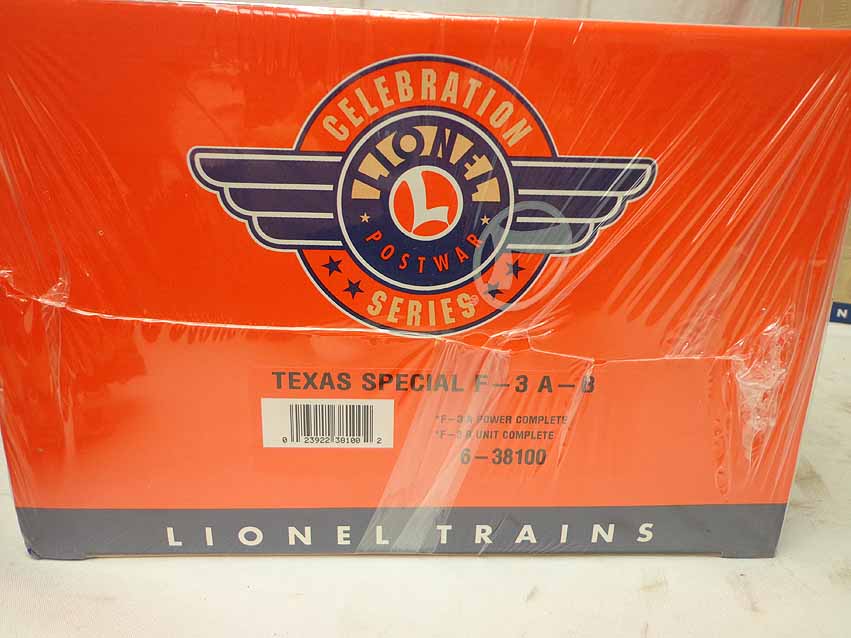 CELEBRATION
LIONEL
L
POSTWAR
SERIES
TEXAS SPECIAL F-3 A-B
*F-3 A POWER COMPLETE
*F-3 B UNIT COMPLETE
0 23922 38100 2
6-38100
LIONEL TRAINS
N